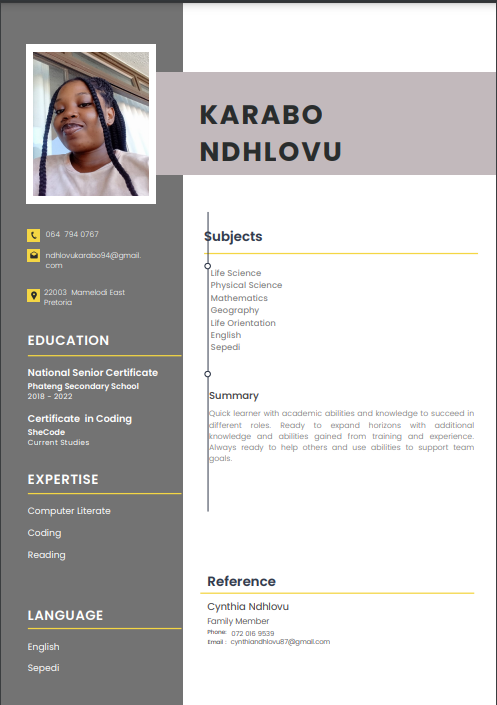 KARABO
NDHLOVU
064 794 0767
ndhlovukarabo94@gmail.
com
22003 Mamelodi East
Pretoria
EDUCATION
National Senior Certificate
Phateng Secondary School
2018 - 2022
Certificate in Coding
SheCode
Current Studies
EXPERTISE
Computer Literate
Coding
Reading
LANGUAGE
English
Sepedi
Subjects
Life Science
Physical Science
Mathematics
Geography
Life Orientation
English
Sepedi
Summary
Quick learner with academic abilities and knowledge to succeed in
different roles. Ready to expand horizons with additional
knowledge and abilities gained from training and experience.
Always ready to help others and use abilities to support team
goals.
Reference
Cynthia Ndhlovu
Family Member
Phone: 072 016 9539
Email : cynthiandhlovu87@gmail.com